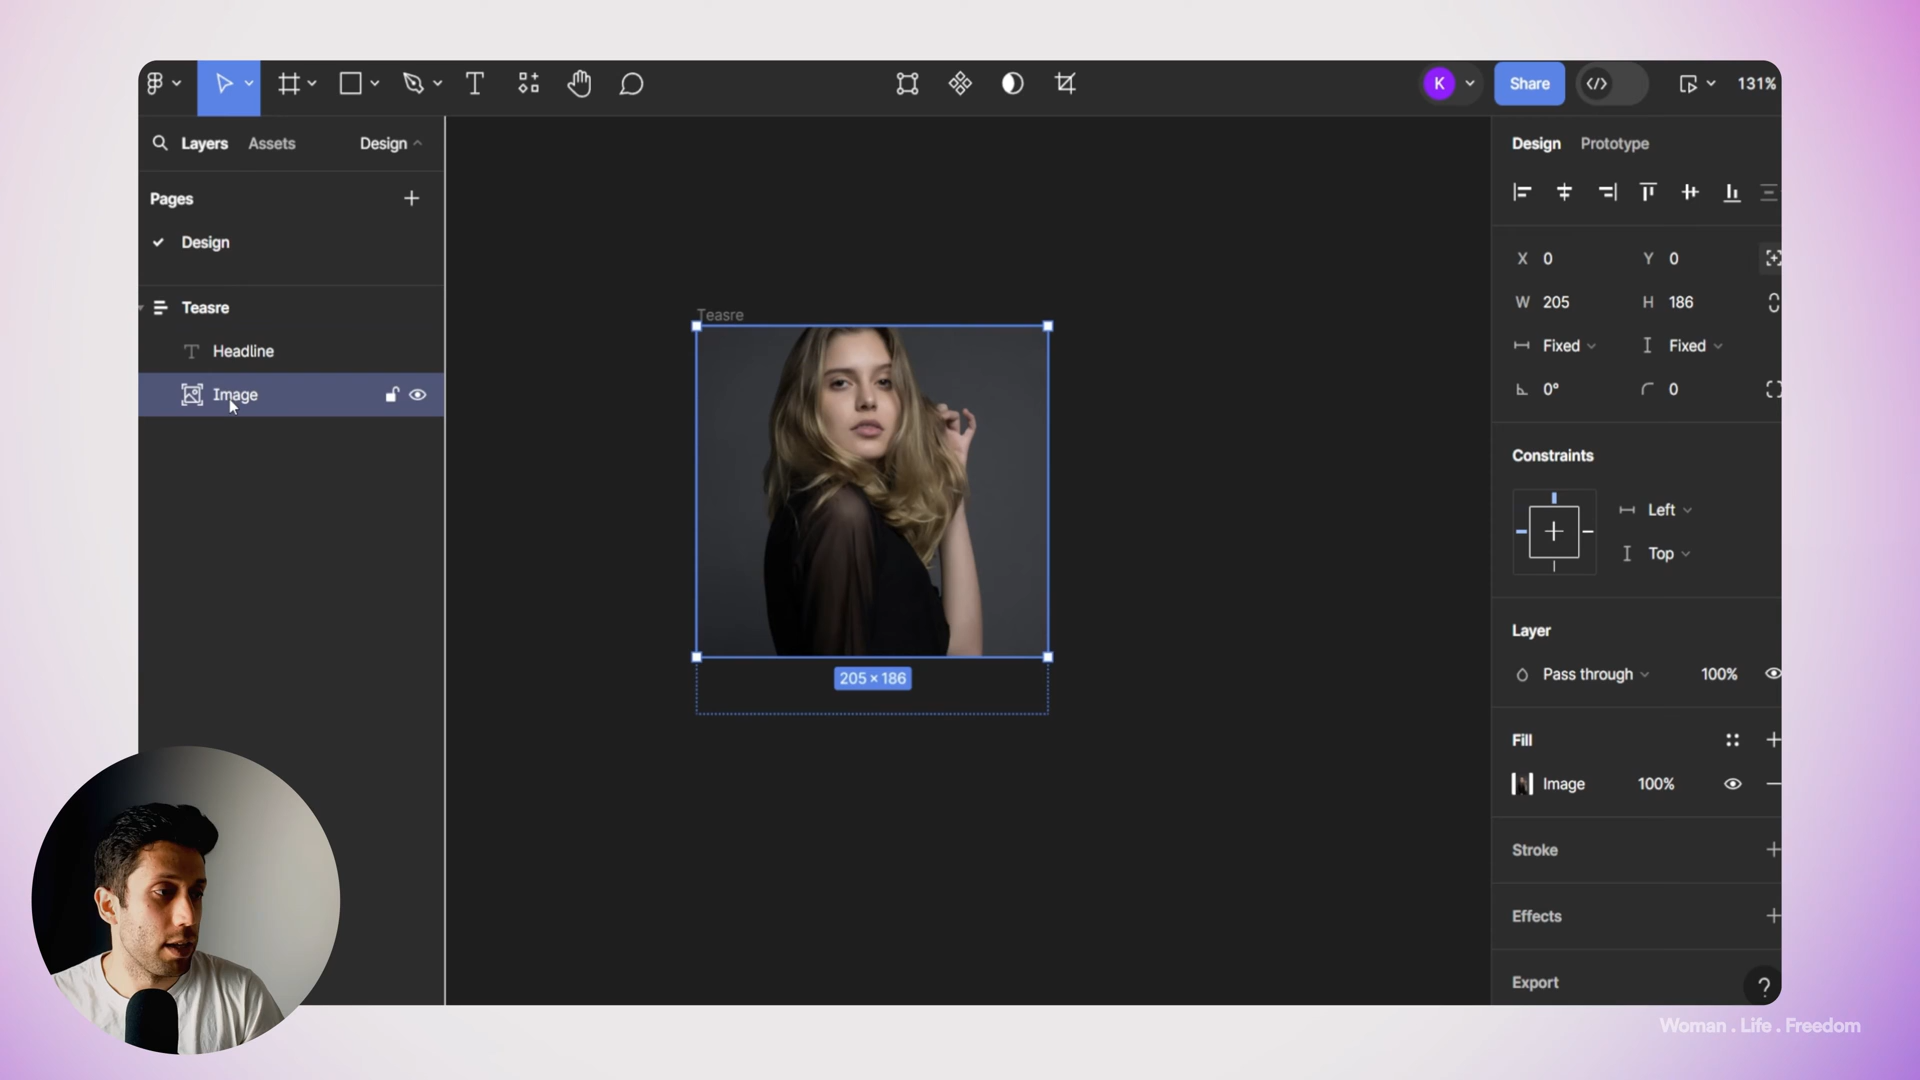 K
Share
131%
Layers
Assets
Design
Pages
Design
Teasre
Headline
Image
Teasre
205 × 186
Design
Prototype
X 0
Y 0
W 205
H 186
Fixed
Fixed
0°
0
Constraints
Left
Top
Layer
Pass through
100%
Fill
Image
100%
Stroke
Effects
Export
?
Woman . Life . Freedom